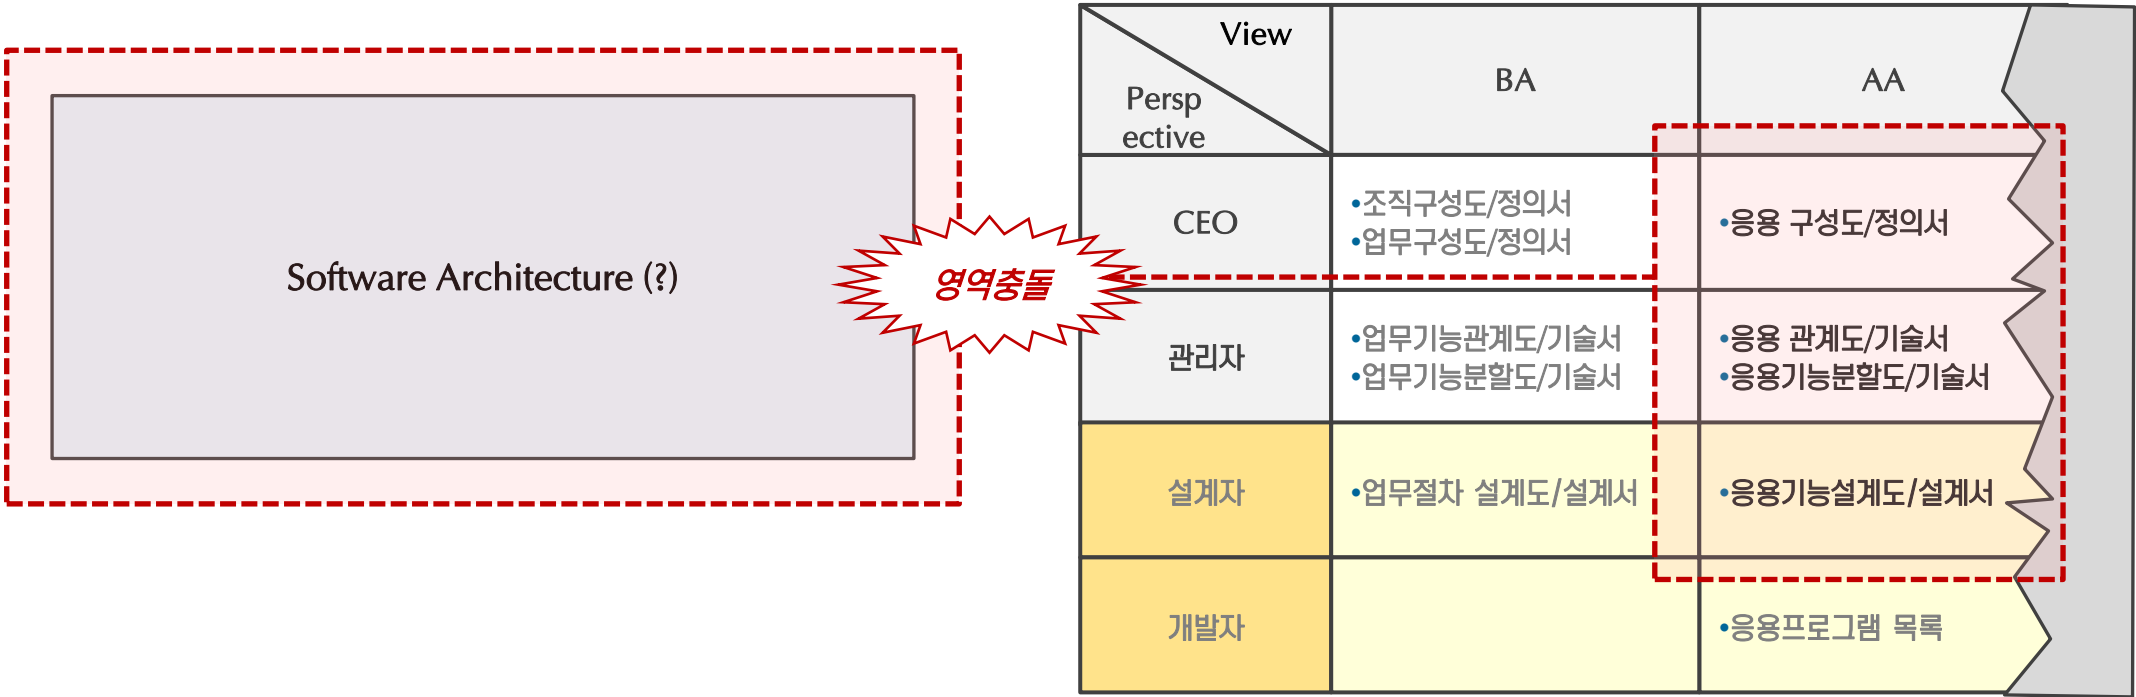 Software Architecture (?)
영역충돌
View
Persp
ective
BA
AA
CEO
•조직구성도/정의서
•업무구성도/정의서
•응용 구성도/정의서
관리자
•업무기능관계도/기술서
•업무기능분할도/기술서
•응용 관계도/기술서
•응용기능분할도/기술서
설계자
•업무절차 설계도/설계서
•응용기능설계도/설계서
개발자
•응용프로그램 목록